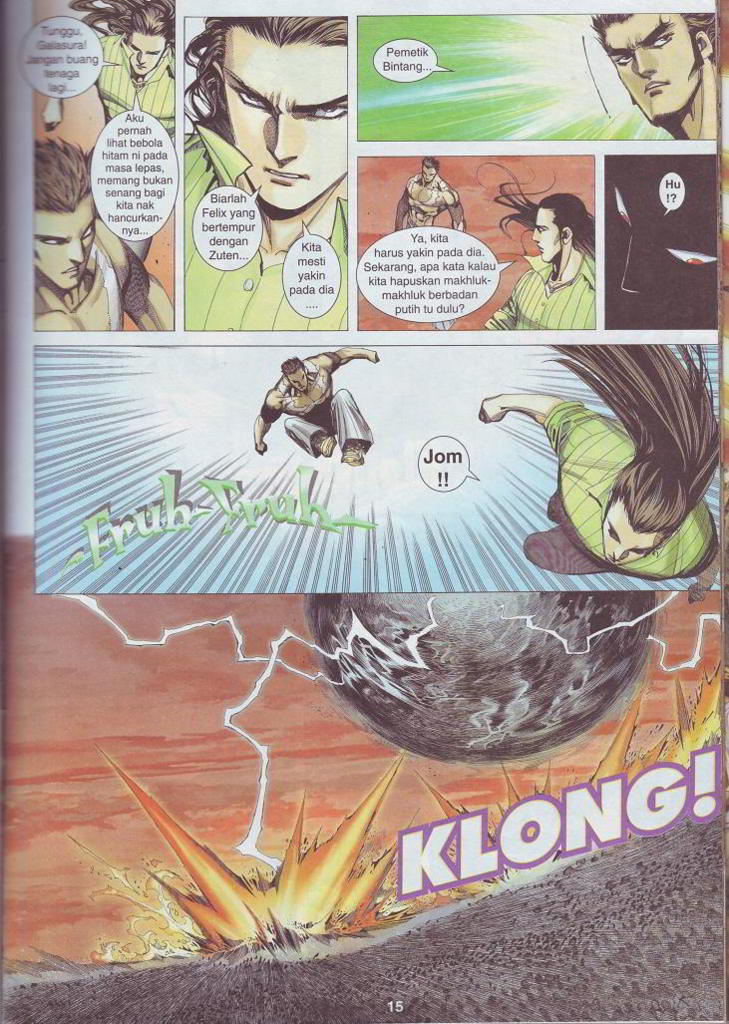 Tunggu,
Galasura!
Jangan buang
tenaga
lagi...
Aku
pernah
lihat bebola
hitam ni pada
masa lepas,
memang bukan
senang bagi
kita nak
hancurkan-
nya...
Biarlah
Felix yang
bertempur
dengan
Zuten...
Kita
mesti
yakin
pada dia
....
Pemetik
Bintang...
Ya, kita
harus yakin pada dia.
Sekarang, apa kata kalau
kita hapuskan makhluk-
makhluk berbadan
putih tu dulu?
Hu
!?
Jom
!!
Fruh-Fruh
KLONG!
15